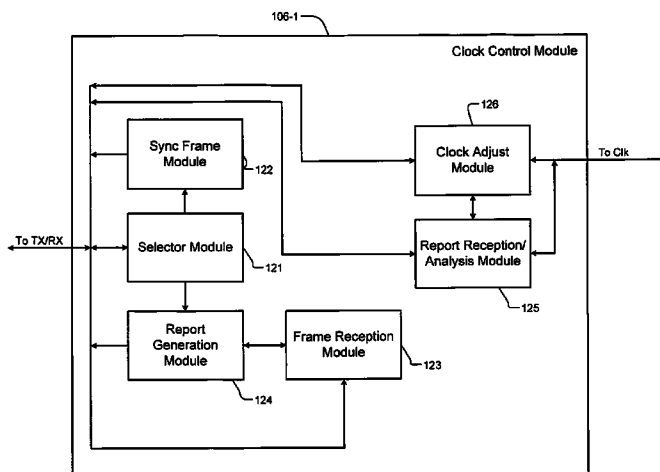 106-1
Clock Control Module
126
Sync Frame
Module
122
Clock Adjust
Module
To Clk
To TX/RX
Selector Module
121
Report Reception/
Analysis Module
125
Report
Generation
Module
124
Frame Reception
Module
123